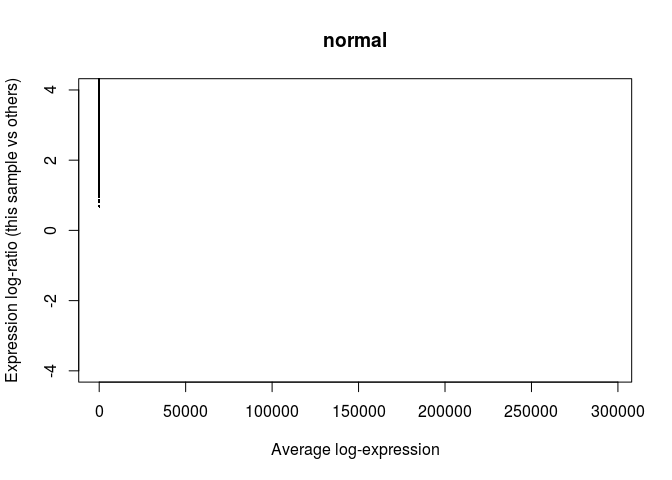 normal
Expression log-ratio (this sample vs others)
4
2
0
-2
-4
0 50000 100000 150000 200000 250000 300000
Average log-expression